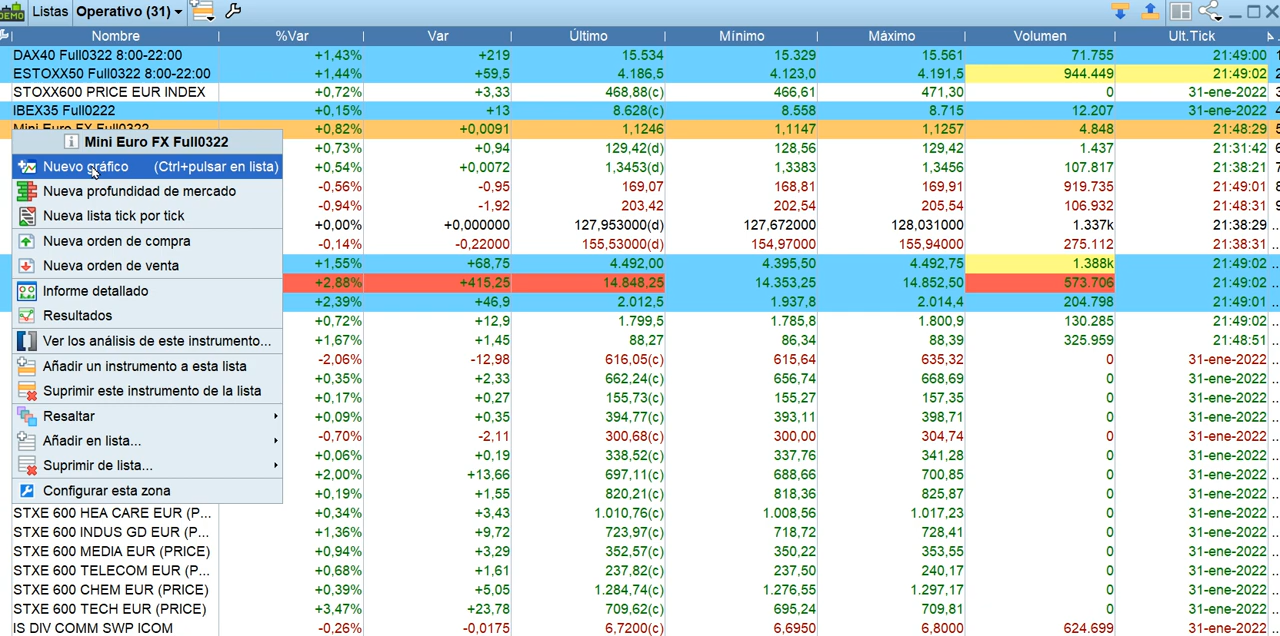 DEMO Listas Operativo (31)
Nombre %Var Var Último Mínimo Máximo Volumen Ult.Tick
DAX40 Full0322 8:00-22:00 +1,43% +219 15.534 15.329 15.561 71.755 21:49:00
ESTOXX50 Full0322 8:00-22:00 +1,44% +59,5 4.186,5 4.123,0 4.191,5 944.449 21:49:02
STOXX600 PRICE EUR INDEX +0,72% +3,33 468,88(c) 466,61 471,30 0 31-ene-2022
IBEX35 Full0222 +0,15% +13 8.628(c) 8.558 8.715 12.207 31-ene-2022
Mini Euro FX Full0322 +0,82% +0,0091 1,1246 1,1147 1,1257 4.848 21:48:29
Mini Euro FX Full0322 +0,73% +0,94 129,42(d) 128,56 129,42 1.437 21:31:42
Nuevo gráfico (Ctrl+pulsar en lista) +0,54% +0,0072 1,3453(d) 1,3383 1,3454 107.817 21:38:21
Nueva profundidad de mercado -0,56% -0,95 169,07 168,81 169,91 919.735 21:49:01
-0,94% -1,92 203,42 202,54 205,54 106.932 21:48:31
Nueva lista tick por tick +0,00% +0,000000 127,953000(d) 127,672000 128,031000 1.337k 21:38:29
Nueva orden de compra -0,14% -0,22000 155,53000(d) 154,97000 155,94000 275.112 21:38:31
Nueva orden de venta +1,55% +68,75 4.492,00 4.395,50 4.492,75 1.388k 21:49:02
Informe detallado +2,88% +415,25 14.848,25 14.353,25 14.852,50 573.706 21:49:02
+2,39% +46,9 2.012,5 1.937,8 2.014,4 204.798 21:49:01
Resultados +0,72% +12,9 1.799,5 1.785,8 1.800,9 130.285 21:49:02
Ver los análisis de este instrumento... +1,67% +1,45 88,27 86,34 88,39 325.959 21:48:51
Añadir un instrumento a esta lista -2,06% -12,98 616,05(c) 615,64 635,32 0 31-ene-2022
+0,35% +2,33 662,24(c) 656,74 668,69 0 31-ene-2022
Suprimir este instrumento de la lista +0,17% +0,27 155,73(c) 155,27 157,35 0 31-ene-2022
Resaltar +0,09% +0,35 394,77(c) 393,11 398,71 0 31-ene-2022
Añadir en lista... -0,70% -2,11 300,68(c) 300,00 304,74 0 31-ene-2022
+0,06% +0,19 338,52(c) 337,76 341,28 0 31-ene-2022
Suprimir de lista... +2,00% +13,66 697,11(c) 688,66 700,85 0 31-ene-2022
Configurar esta zona +0,19% +1,55 820,21(c) 818,36 825,87 0 31-ene-2022
STXE 600 HEA CARE EUR (P... +0,34% +3,43 1.010,76(c) 1.008,56 1.017,23 0 31-ene-2022
STXE 600 INDUS GD EUR (P... +1,36% +9,72 723,97(c) 718,72 728,41 0 31-ene-2022
STXE 600 MEDIA EUR (PRICE) +0,94% +3,29 352,57(c) 350,22 353,55 0 31-ene-2022
STXE 600 TELECOM EUR (P... +0,68% +1,61 237,82(c) 237,50 240,17 0 31-ene-2022
STXE 600 CHEM EUR (PRICE) +0,39% +5,05 1.284,74(c) 1.276,55 1.297,17 0 31-ene-2022
STXE 600 TECH EUR (PRICE) +3,47% +23,78 709,62(c) 695,24 709,81 0 31-ene-2022
IS DIV COMM SWP ICOM -0,26% -0,0175 6,7200(c) 6,6950 6,8000 624.699 31-ene-2022